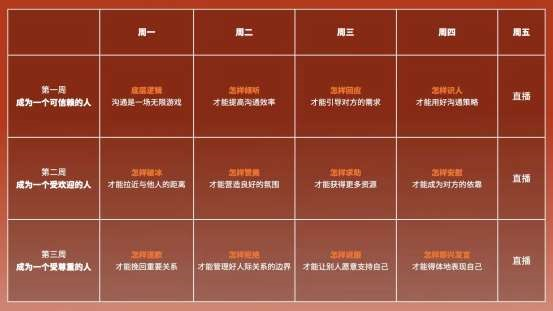 周一
周二
周三
周四
周五
第一周
成为一个可信赖的人
底层逻辑
沟通是一场无限游戏
怎样倾听
才能提高沟通效率
怎样回应
才能引导对方的需求
怎样识人
才能用好沟通策略
直播
第二周
成为一个受欢迎的人
怎样破冰
才能拉近与他人的距离
怎样赞美
才能营造良好的氛围
怎样求助
才能获得更多资源
怎样安慰
才能成为对方的依靠
直播
第三周
成为一个受尊重的人
怎样道歉
才能挽回重要关系
怎样拒绝
才能管理好人际关系的边界
怎样说服
才能让别人愿意支持自己
怎样即兴发言
才能得体地表现自己
直播